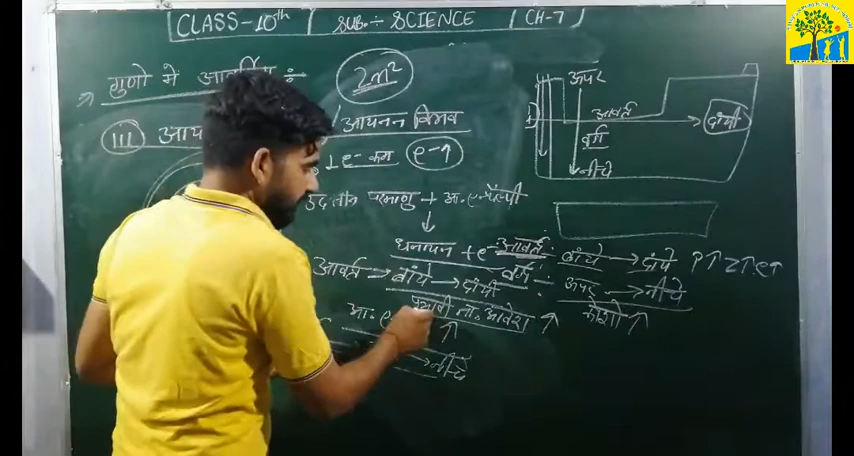 CLASS-10th SUB÷SCIENCE CH-7
गुणो मे आवर्तिता ÷
2n²
III आय
आयनन विभव
1 e- कम e-↑
उदासीन परमाणु + आ. एन्थैल्पी
↓
धनायन + e-
आवर्त → बांये → दांयी
प्रभावी ना. आवेश ↑
आ. ए ↑
→ नीचे
ऊपर
आवर्त
वर्ग
नीचे
दांयी
आवर्त- बांये → दांये P↑ Z↑ e↑
वर्ग- ऊपर → नीचे
कोशो ↑